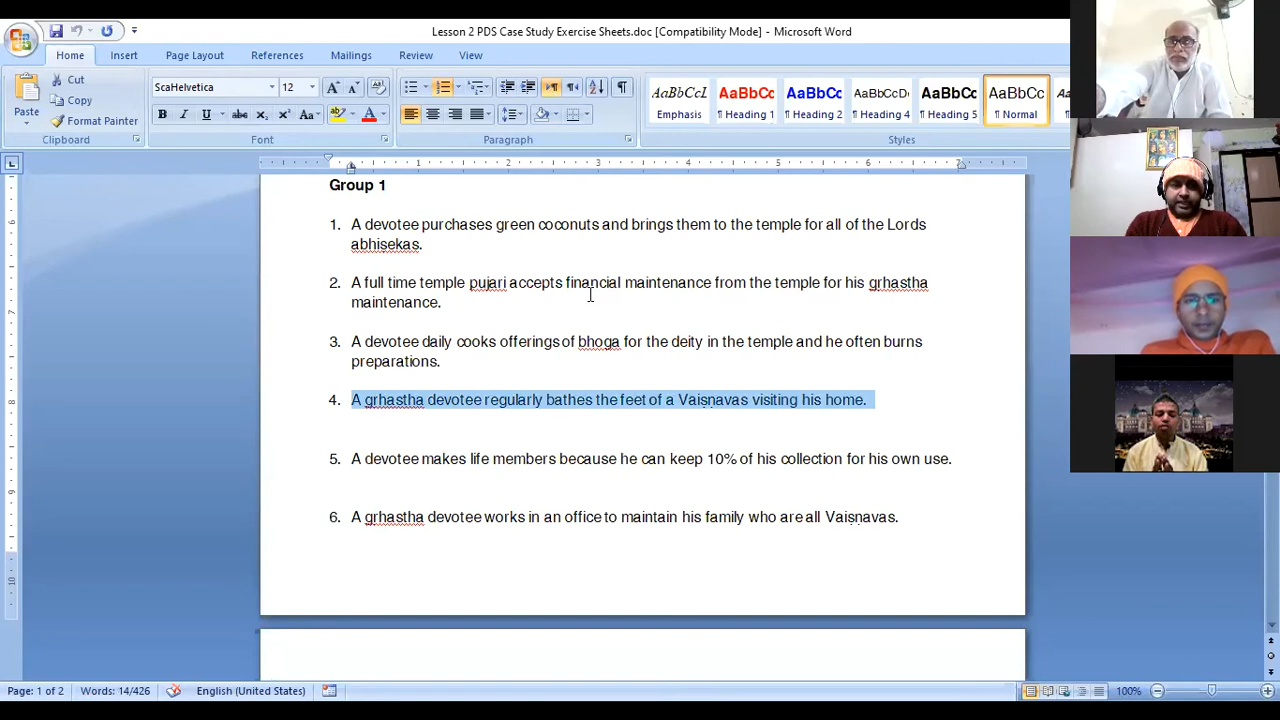 Lesson 2 PDS Case Study Exercise Sheets.doc [Compatibility Mode] - Microsoft Word
Home Insert Page Layout References Mailings Review View
Paste
Cut
Copy
Format Painter
ScaHelvetica 12
AaBbCcL AaBbCc AaBbCc AaBbCcDc AaBbCc AaBbCc
Emphasis ¶ Heading 1 ¶ Heading 2 ¶ Heading 4 ¶ Heading 5 ¶ Normal
Clipboard Font Paragraph Styles
Group 1
1. A devotee purchases green coconuts and brings them to the temple for all of the Lords
abhisekas.
2. A full time temple pujari accepts financial maintenance from the temple for his grhastha
maintenance.
3. A devotee daily cooks offerings of bhoga for the deity in the temple and he often burns
preparations.
4. A grhastha devotee regularly bathes the feet of a Vaiṣṇavas visiting his home.
5. A devotee makes life members because he can keep 10% of his collection for his own use.
6. A grhastha devotee works in an office to maintain his family who are all Vaiṣṇavas.
Page: 1 of 2 Words: 14/426 English (United States) 100%